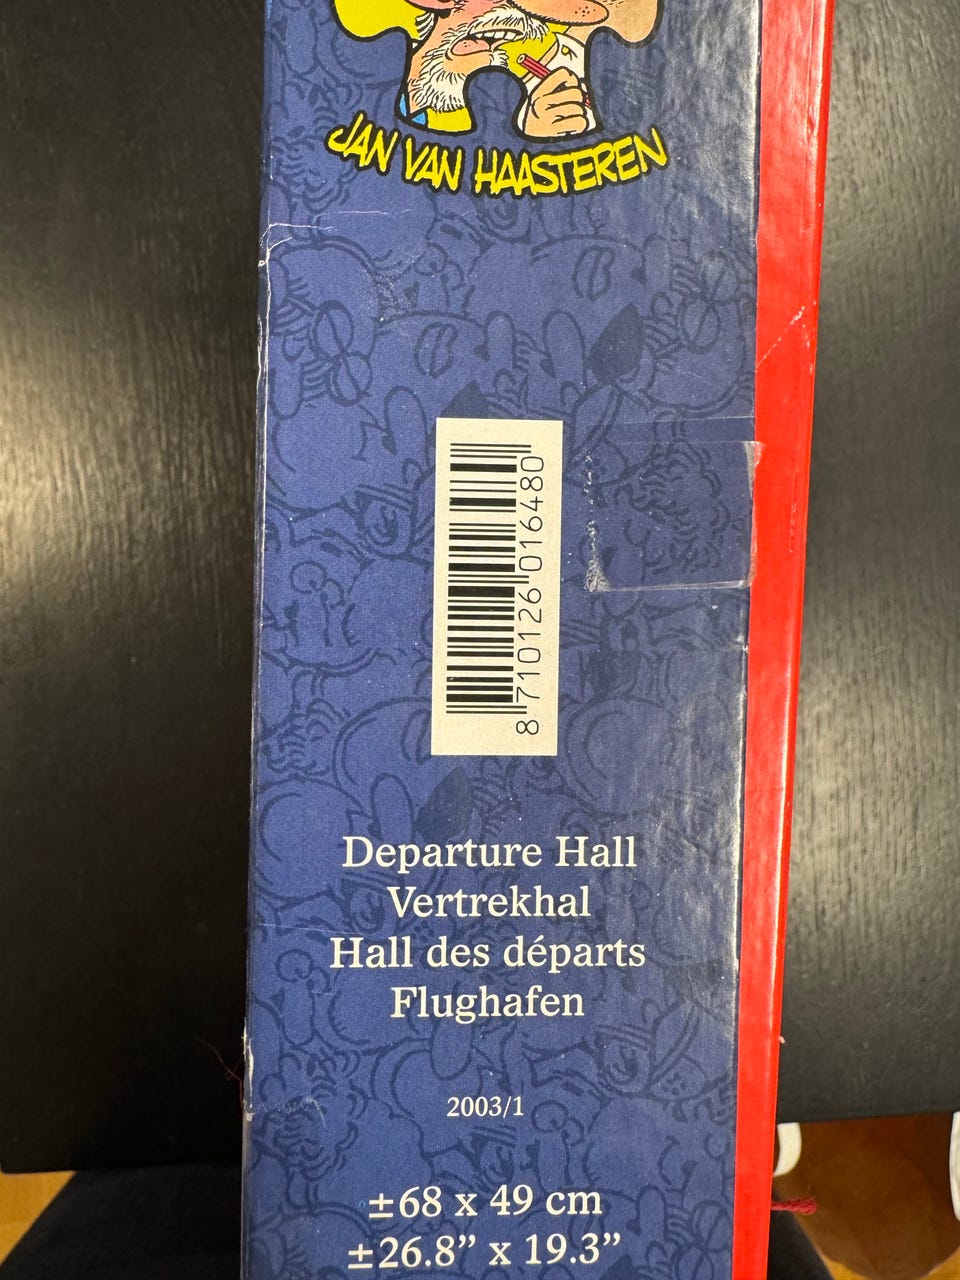 JAN VAN HAASTEREN
8 710126 016480
Departure Hall
Vertrekhal
Hall des départs
Flughafen
2003/1
±68 x 49 cm
±26.8” x 19.3”